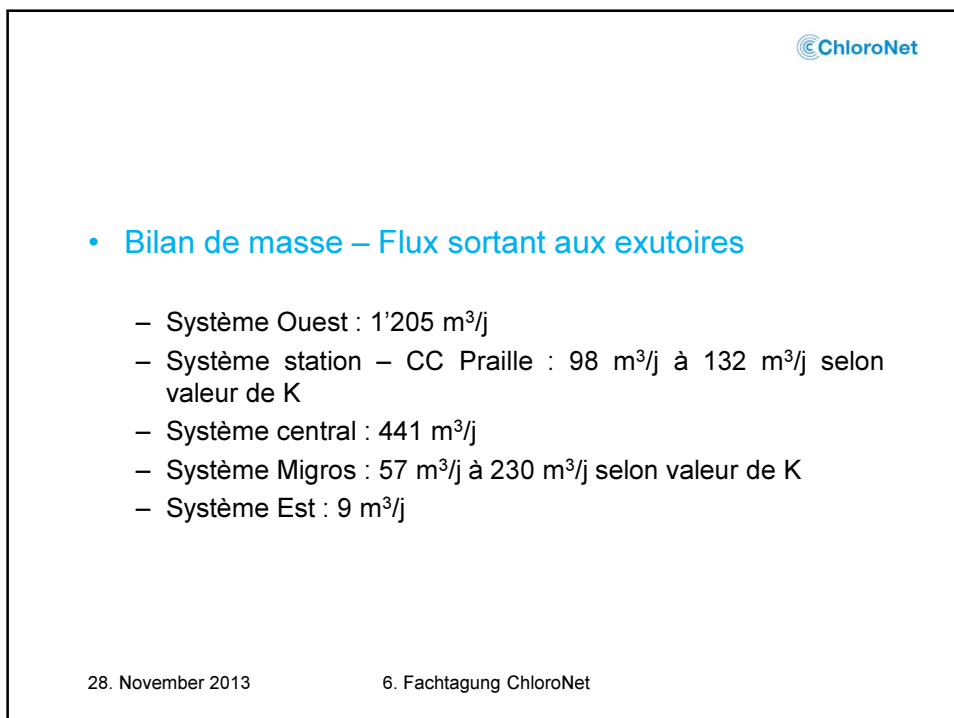 ChloroNet
• Bilan de masse – Flux sortant aux exutoires
– Système Ouest : 1’205 m³/j
– Système station – CC Praille : 98 m³/j à 132 m³/j selon
valeur de K
– Système central : 441 m³/j
– Système Migros : 57 m³/j à 230 m³/j selon valeur de K
– Système Est : 9 m³/j
28. November 2013 6. Fachtagung ChloroNet